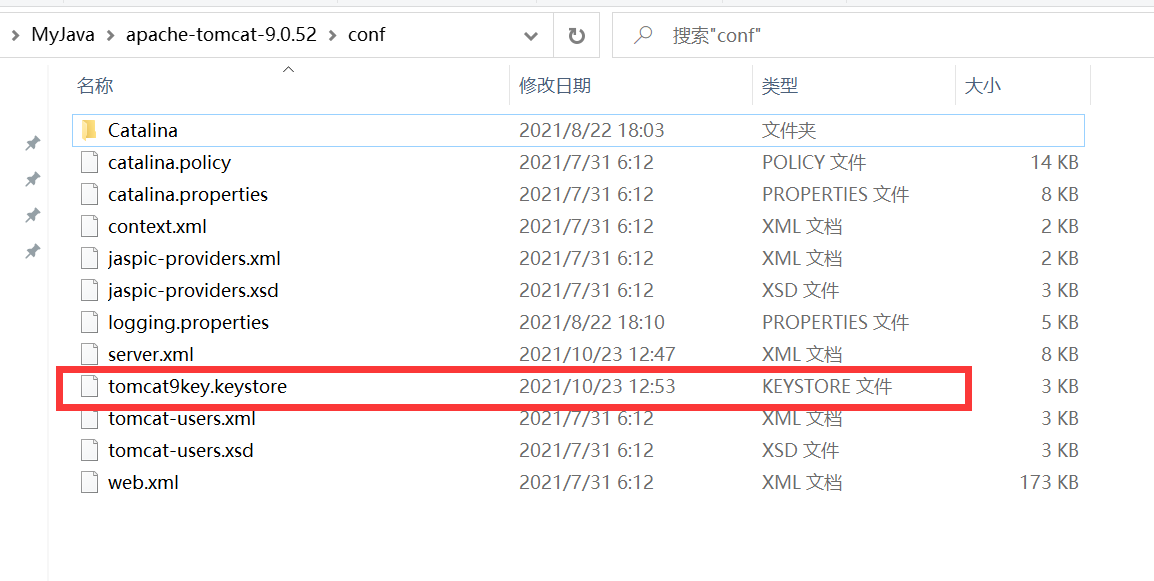 MyJava apache-tomcat-9.0.52 conf 搜索"conf"
名称 修改日期 类型 大小
Catalina 2021/8/22 18:03 文件夹
catalina.policy 2021/7/31 6:12 POLICY 文件 14 KB
catalina.properties 2021/7/31 6:12 PROPERTIES 文件 8 KB
context.xml 2021/7/31 6:12 XML 文档 2 KB
jaspic-providers.xml 2021/7/31 6:12 XML 文档 2 KB
jaspic-providers.xsd 2021/7/31 6:12 XSD 文件 3 KB
logging.properties 2021/8/22 18:10 PROPERTIES 文件 5 KB
server.xml 2021/10/23 12:47 XML 文档 8 KB
tomcat9key.keystore 2021/10/23 12:53 KEYSTORE 文件 3 KB
tomcat-users.xml 2021/7/31 6:12 XML 文档 3 KB
tomcat-users.xsd 2021/7/31 6:12 XSD 文件 3 KB
web.xml 2021/7/31 6:12 XML 文档 173 KB